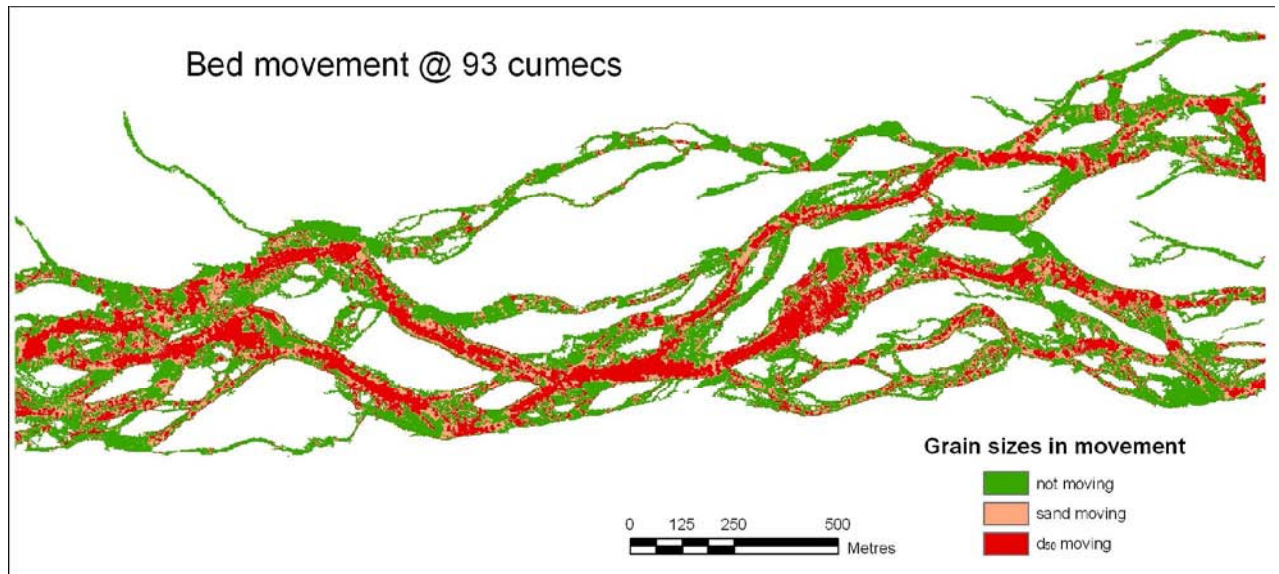 Bed movement @ 93 cumecs
Grain sizes in movement
not moving
sand moving
d50 moving
0 125 250 500
Metres